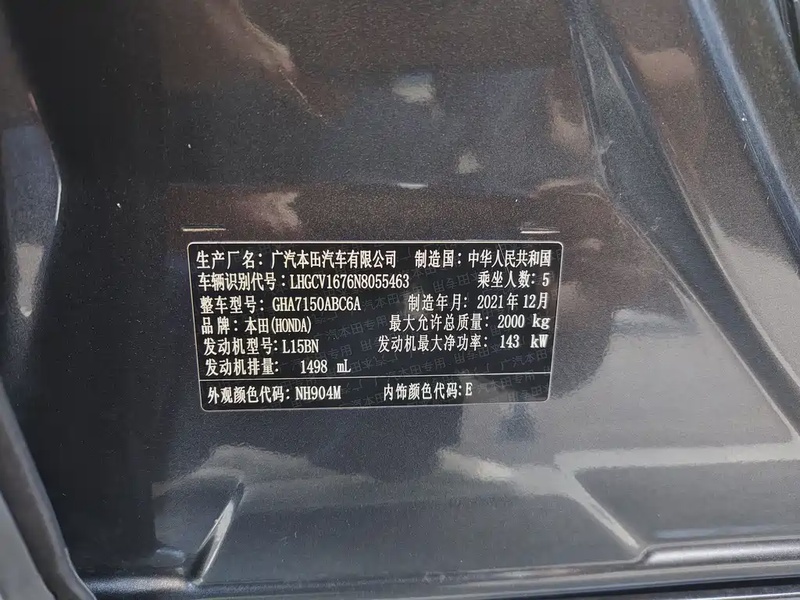 生产厂名：广汽本田汽车有限公司 制造国：中华人民共和国
车辆识别代号：LHGCV1676N8055463 乘坐人数：5
整车型号：GHA7150ABC6A 制造年月：2021年12月
品牌：本田(HONDA) 最大允许总质量：2000 kg
发动机型号：L15BN 发动机最大净功率：143 kW
发动机排量： 1498 mL
外观颜色代码：NH904M 内饰颜色代码：E